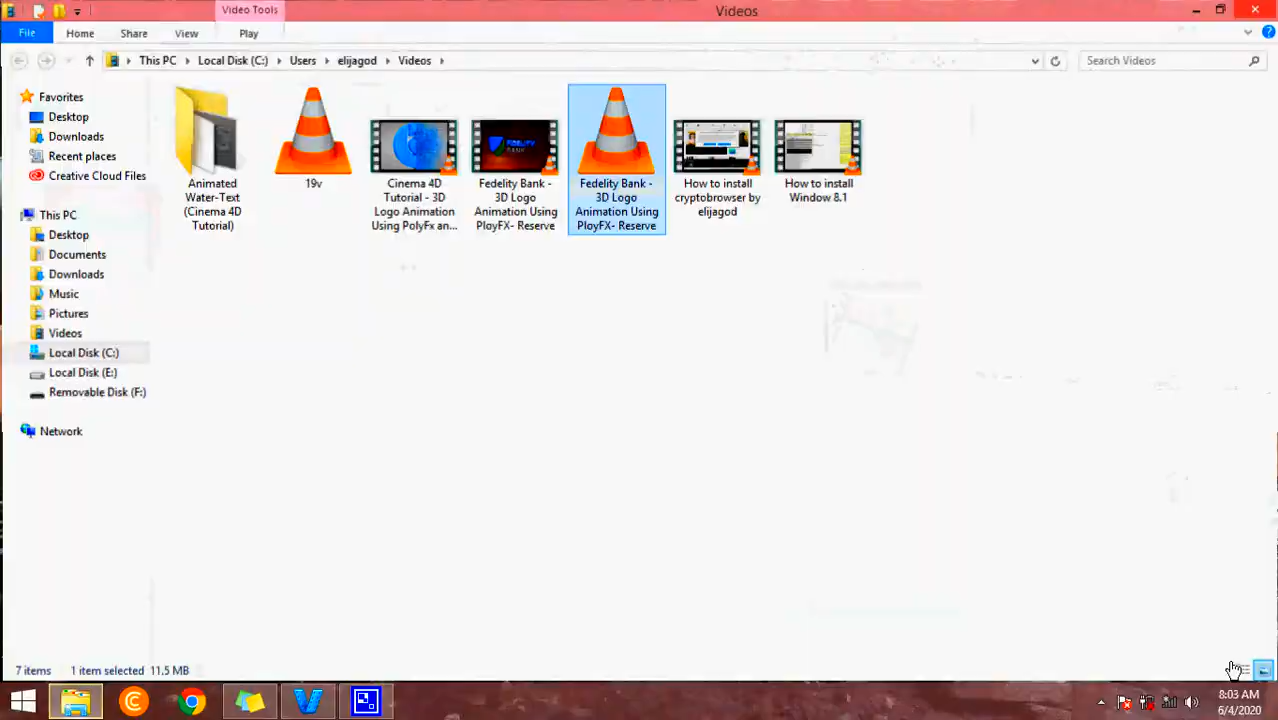 Video Tools
Videos
File
Home
Share
View
Play
This PC
Local Disk (C:)
Users
elijagod
Videos
Search Videos
Favorites
Desktop
Downloads
Recent places
Creative Cloud Files
This PC
Desktop
Documents
Downloads
Music
Pictures
Videos
Local Disk (C:)
Local Disk (E:)
Removable Disk (F:)
Network
Animated
Water-Text
(Cinema 4D
Tutorial)
19v
Cinema 4D
Tutorial - 3D
Logo Animation
Using PolyFx an...
FIDELITY
BANK
Fedelity Bank -
3D Logo
Animation Using
PloyFX- Reserve
Fedelity Bank -
3D Logo
Animation Using
PloyFX- Reserve
How to install
cryptobrowser by
elijagod
How to install
Window 8.1
7 items
1 item selected 11.5 MB
8:03 AM
6/4/2020